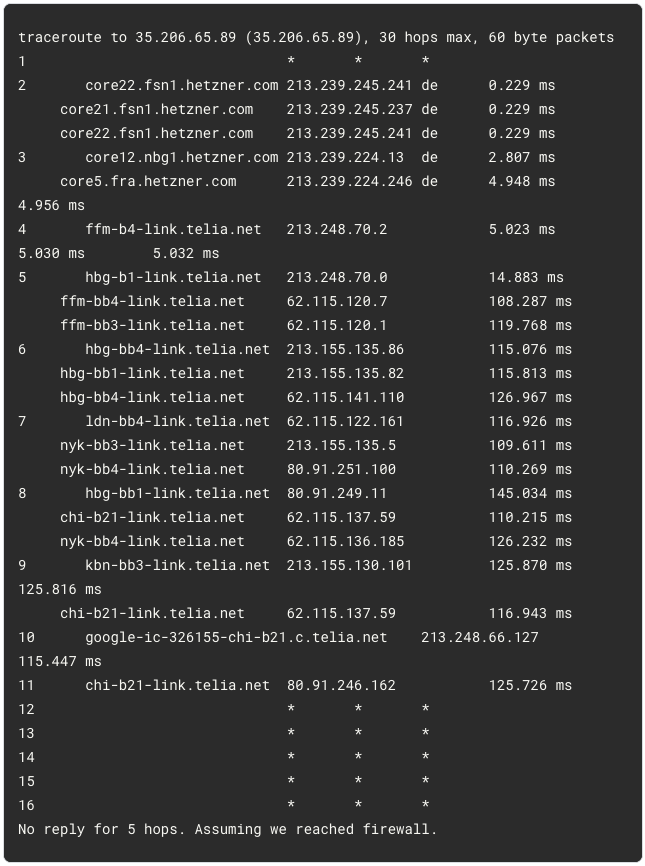 traceroute to 35.206.65.89 (35.206.65.89), 30 hops max, 60 byte packets
1 * * *
2 core22.fsn1.hetzner.com 213.239.245.241 de 0.229 ms
core21.fsn1.hetzner.com 213.239.245.237 de 0.229 ms
core22.fsn1.hetzner.com 213.239.245.241 de 0.229 ms
3 core12.nbg1.hetzner.com 213.239.224.13 de 2.807 ms
core5.fra.hetzner.com 213.239.224.246 de 4.948 ms
4.956 ms
4 ffm-b4-link.telia.net 213.248.70.2 5.023 ms
5.030 ms 5.032 ms
5 hbg-b1-link.telia.net 213.248.70.0 14.883 ms
ffm-bb4-link.telia.net 62.115.120.7 108.287 ms
ffm-bb3-link.telia.net 62.115.120.1 119.768 ms
6 hbg-bb4-link.telia.net 213.155.135.86 115.076 ms
hbg-bb1-link.telia.net 213.155.135.82 115.813 ms
hbg-bb4-link.telia.net 62.115.141.110 126.967 ms
7 ldn-bb4-link.telia.net 62.115.122.161 116.926 ms
nyk-bb3-link.telia.net 213.155.135.5 109.611 ms
nyk-bb4-link.telia.net 80.91.251.100 110.269 ms
8 hbg-bb1-link.telia.net 80.91.249.11 145.034 ms
chi-b21-link.telia.net 62.115.137.59 110.215 ms
nyk-bb4-link.telia.net 62.115.136.185 126.232 ms
9 kbn-bb3-link.telia.net 213.155.130.101 125.870 ms
125.816 ms
chi-b21-link.telia.net 62.115.137.59 116.943 ms
10 google-ic-326155-chi-b21.c.telia.net 213.248.66.127
115.447 ms
11 chi-b21-link.telia.net 80.91.246.162 125.726 ms
12 * * *
13 * * *
14 * * *
15 * * *
16 * * *
No reply for 5 hops. Assuming we reached firewall.